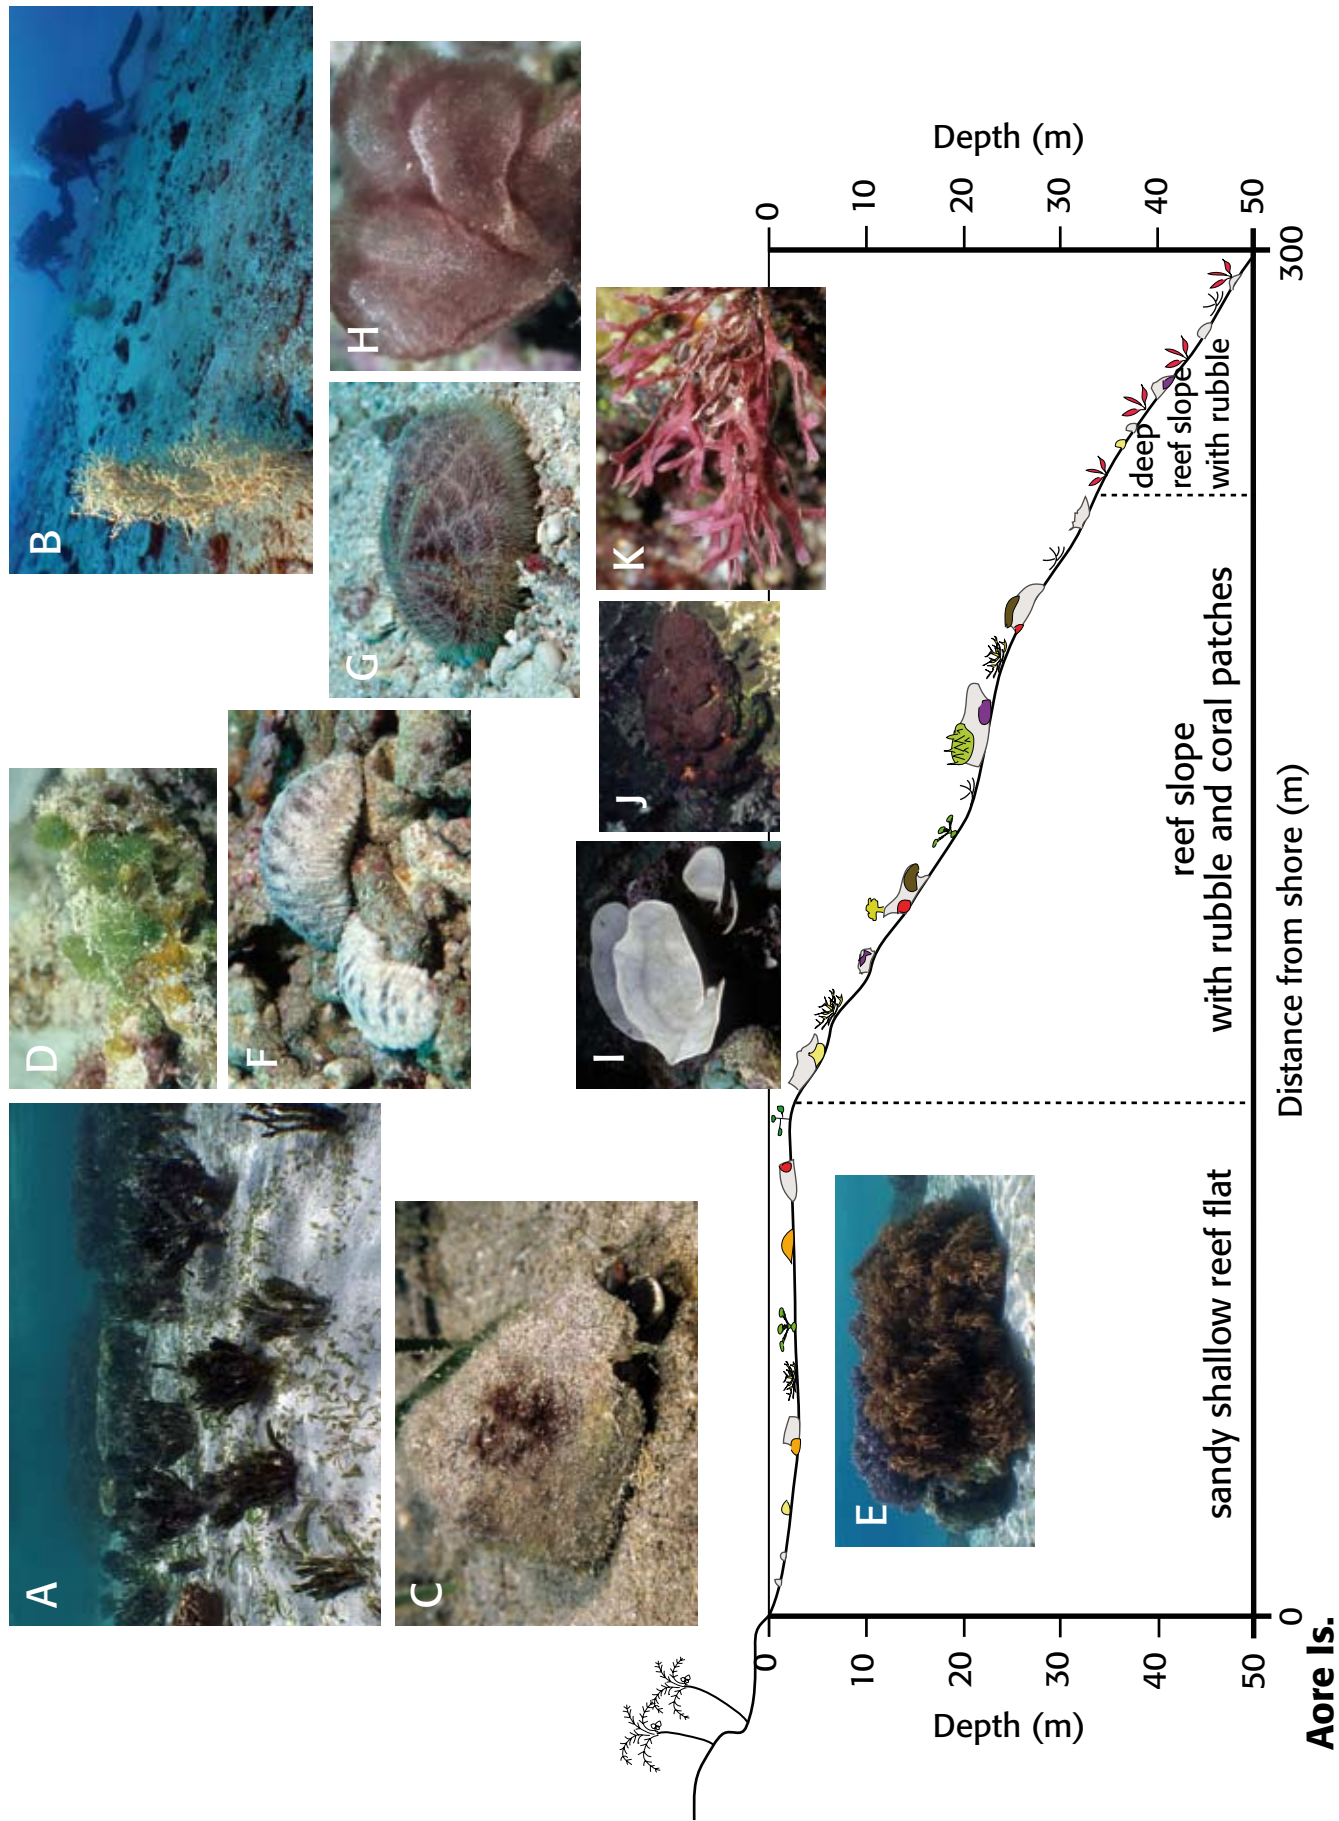 A
B
C
D
E
F
G
H
I
J
K
Depth (m)
0
10
20
30
40
50
Depth (m)
0
10
20
30
40
50
sandy shallow reef flat
reef slope
with rubble and coral patches
deep
reef slope
with rubble
0
300
Distance from shore (m)
Aore Is.